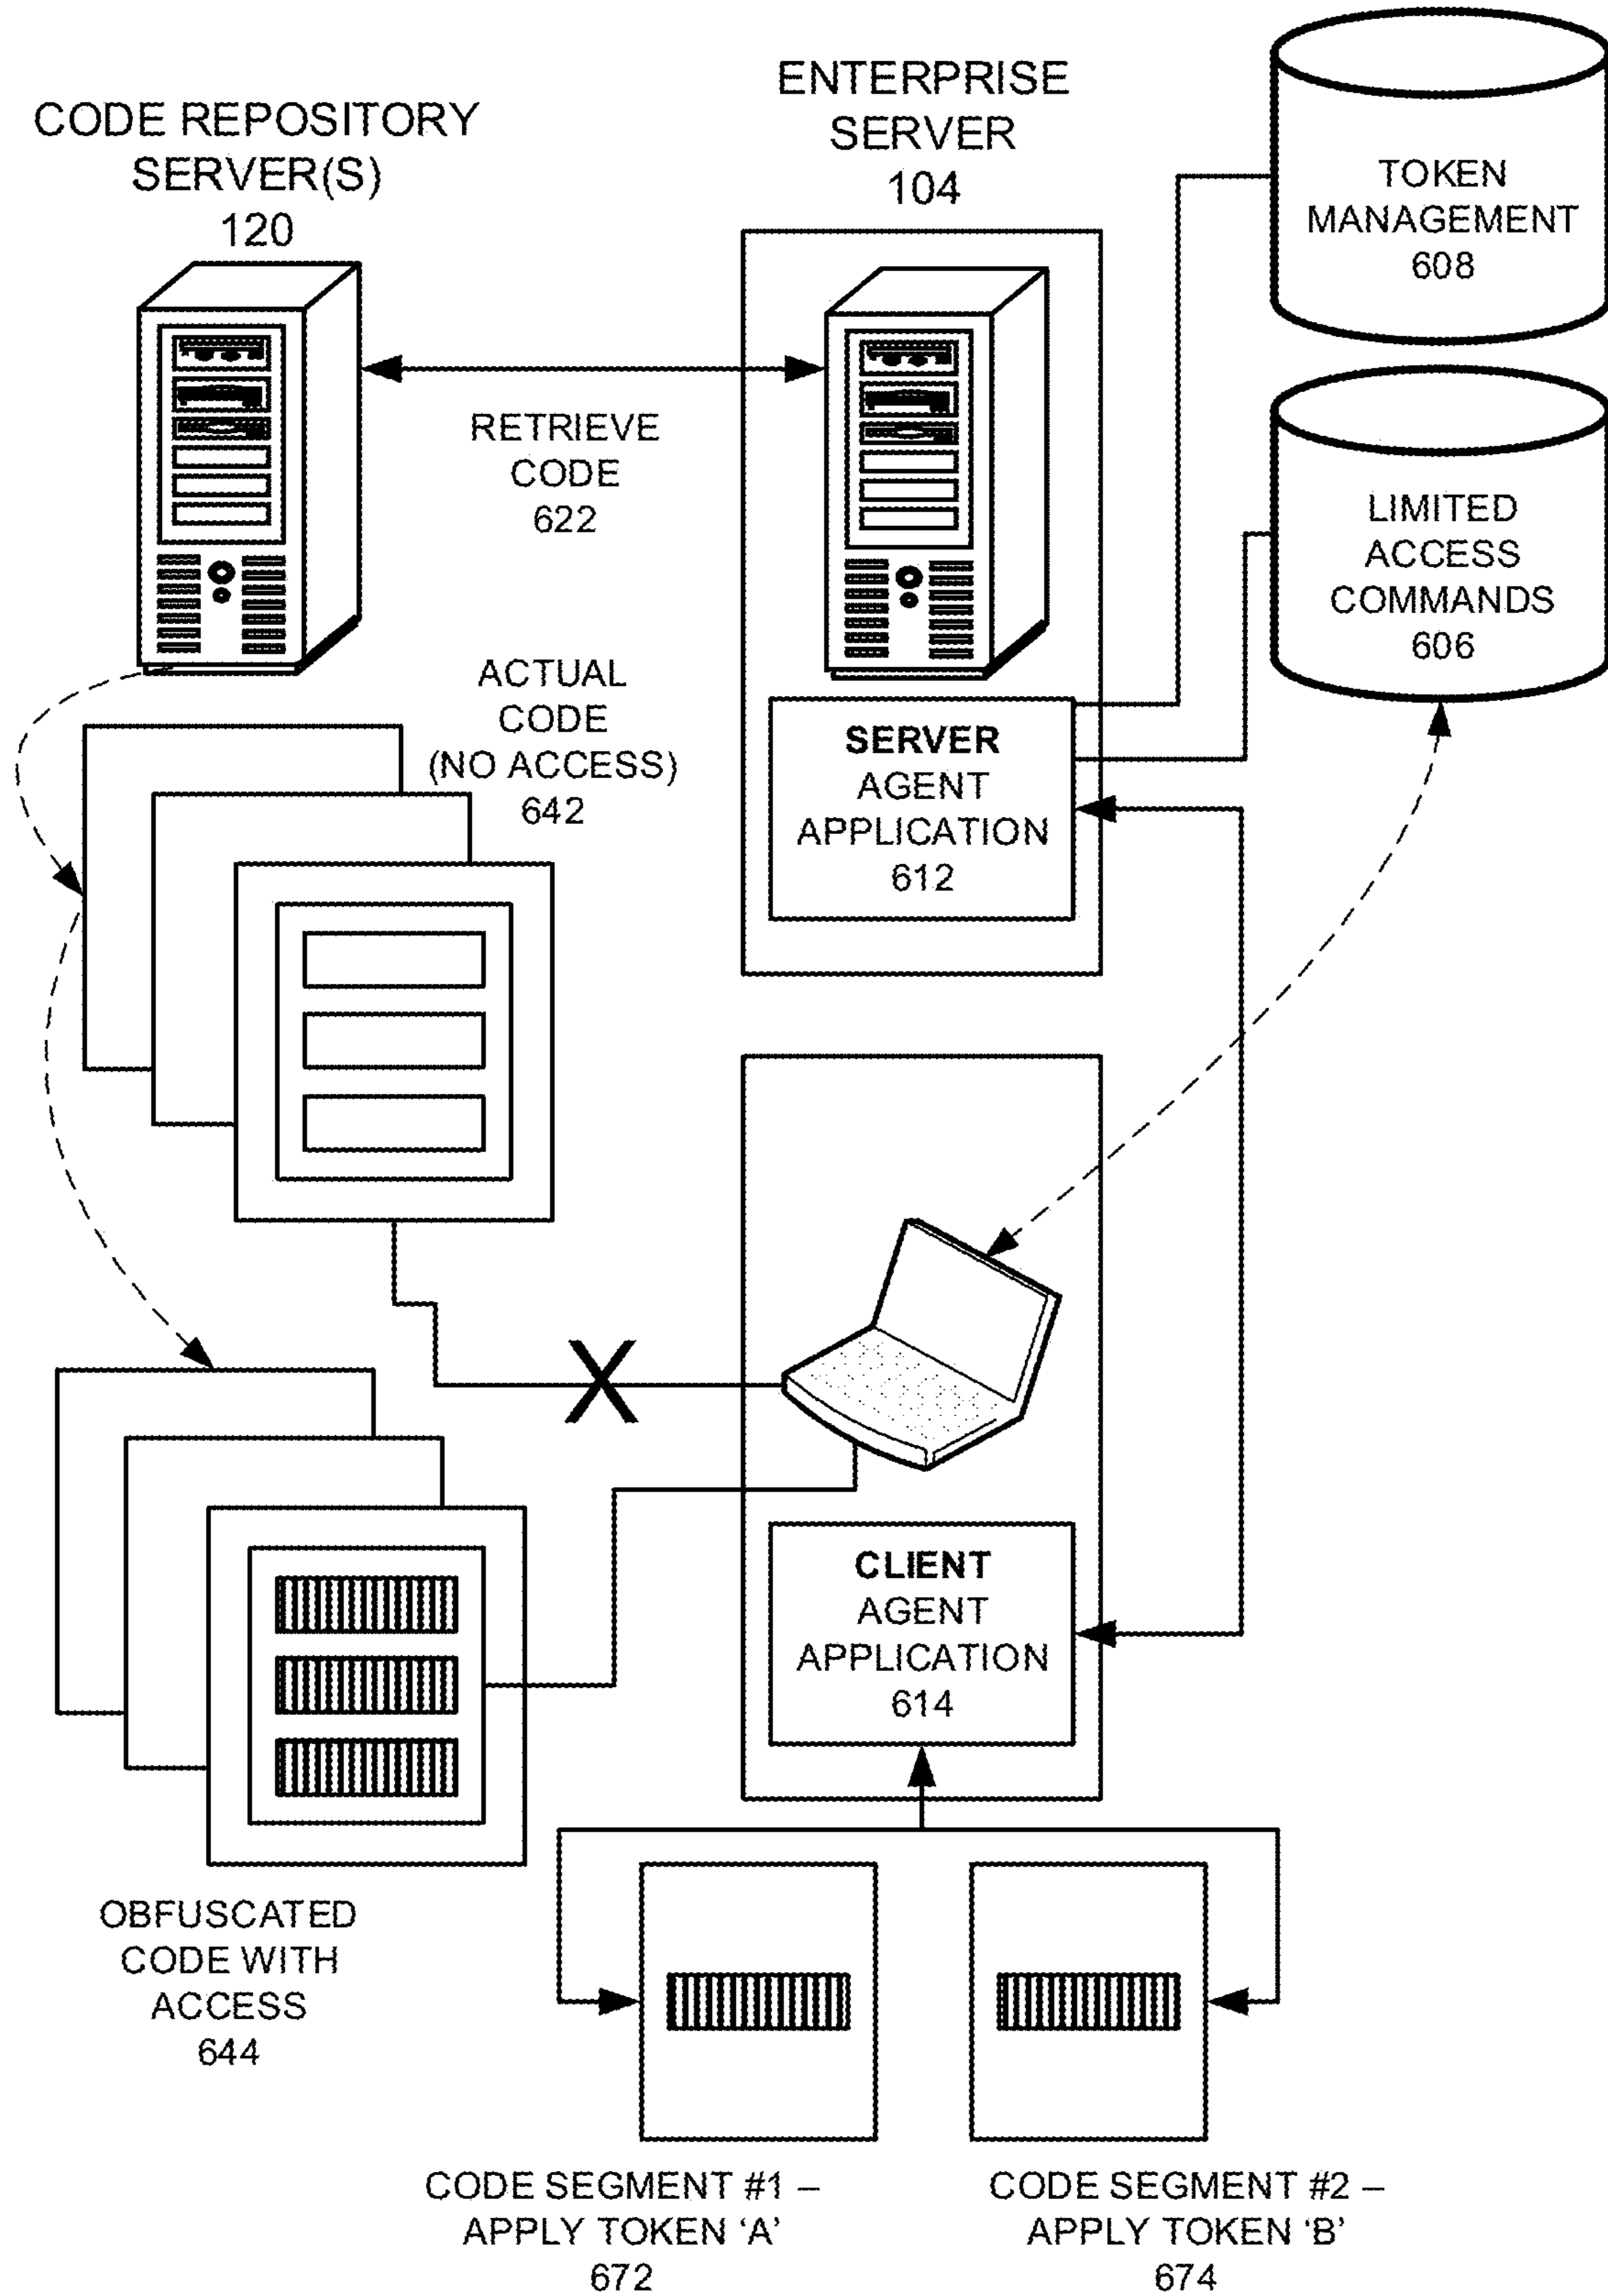 CODE REPOSITORY
SERVER(S)
120
ENTERPRISE
SERVER
104
TOKEN
MANAGEMENT
608
RETRIEVE
CODE
622
LIMITED
ACCESS
COMMANDS
606
ACTUAL
CODE
(NO ACCESS)
642
SERVER
AGENT
APPLICATION
612
X
CLIENT
AGENT
APPLICATION
614
OBFUSCATED
CODE WITH
ACCESS
644
CODE SEGMENT #1 –
APPLY TOKEN ‘A’
672
CODE SEGMENT #2 –
APPLY TOKEN ‘B’
674